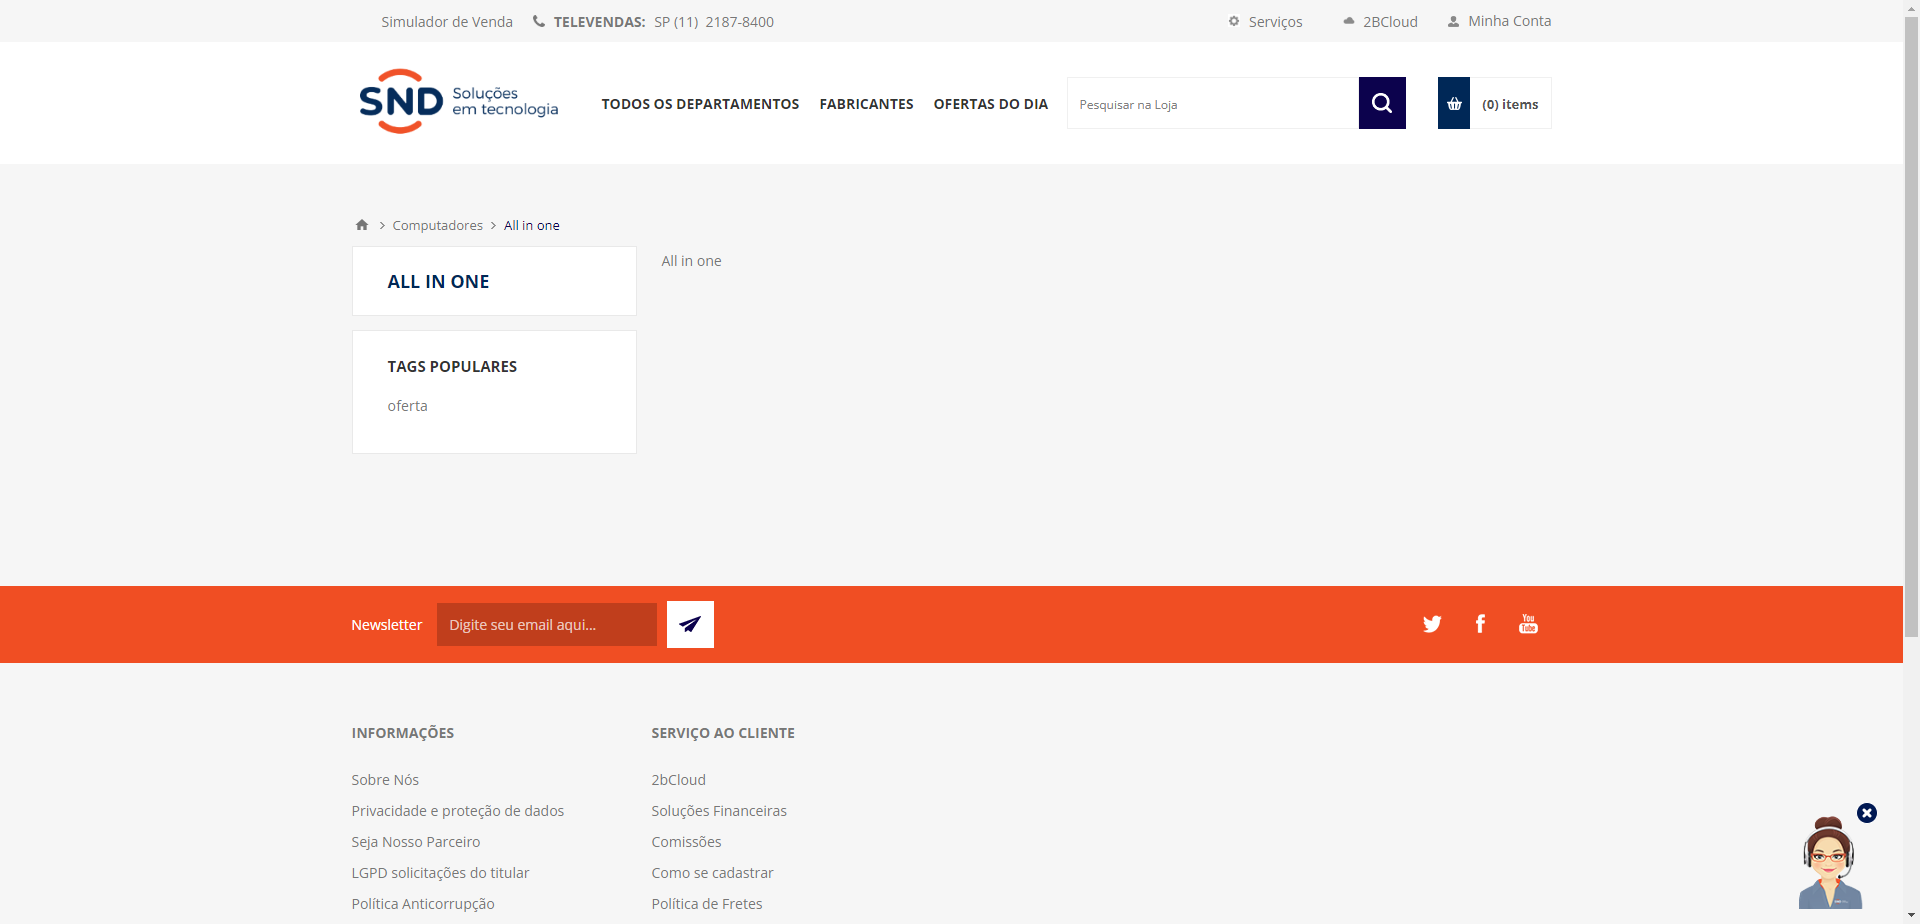 Simulador de Venda TELEVENDAS: SP (11) 2187-8400 Serviços 2BCloud Minha Conta
SND Soluções em tecnologia
TODOS OS DEPARTAMENTOS FABRICANTES OFERTAS DO DIA Pesquisar na Loja (0) items
> Computadores > All in one
ALL IN ONE
All in one
TAGS POPULARES
oferta
Newsletter Digite seu email aqui... You Tube
INFORMAÇÕES
Sobre Nós
Privacidade e proteção de dados
Seja Nosso Parceiro
LGPD solicitações do titular
Política Anticorrupção
SERVIÇO AO CLIENTE
2bCloud
Soluções Financeiras
Comissões
Como se cadastrar
Política de Fretes